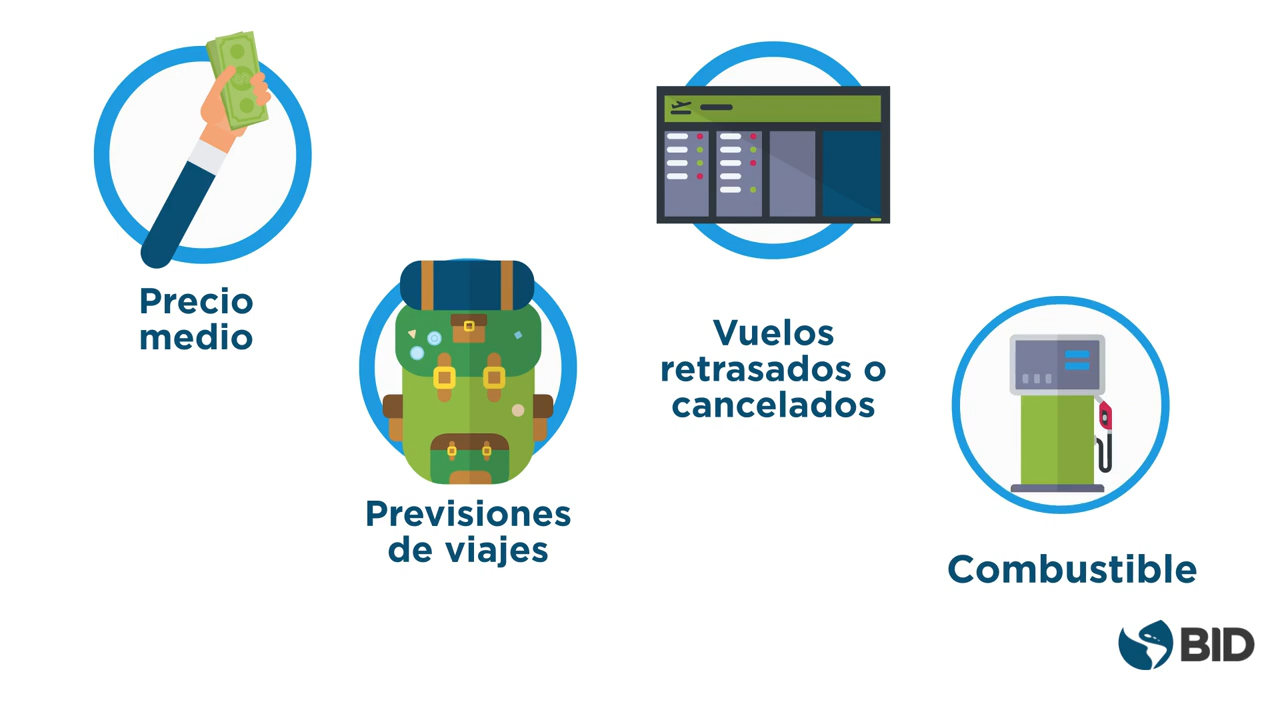 Precio
medio
Previsiones
de viajes
Vuelos
retrasados o
cancelados
Combustible
BID